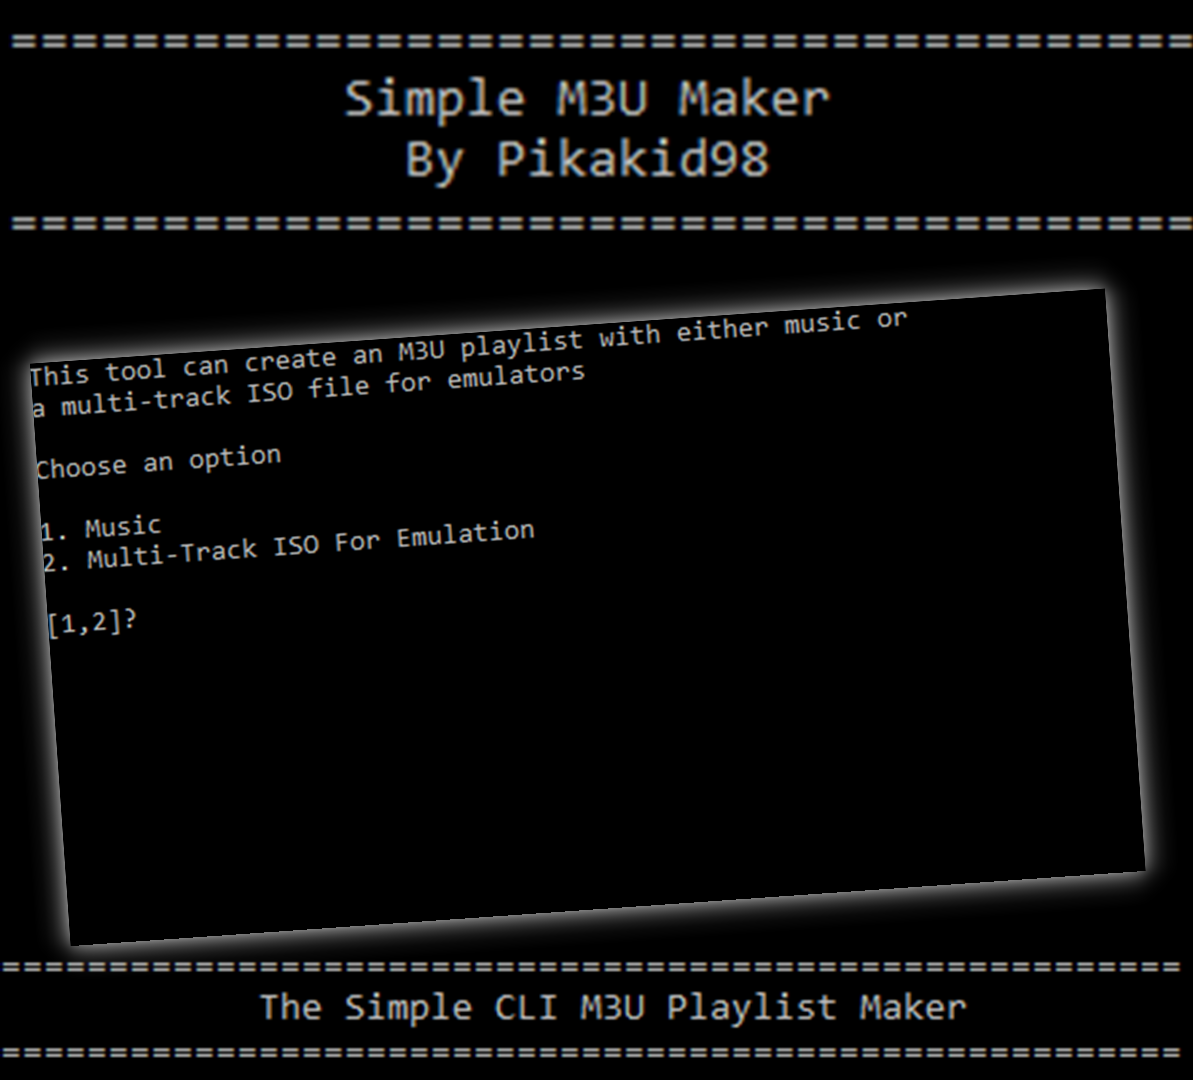 =======================================
Simple M3U Maker
By Pikakid98
=======================================
This tool can create an M3U playlist with either music or
a multi-track ISO file for emulators
Choose an option
1. Music
2. Multi-Track ISO For Emulation
[1,2]?
=======================================================
The Simple CLI M3U Playlist Maker
=======================================================